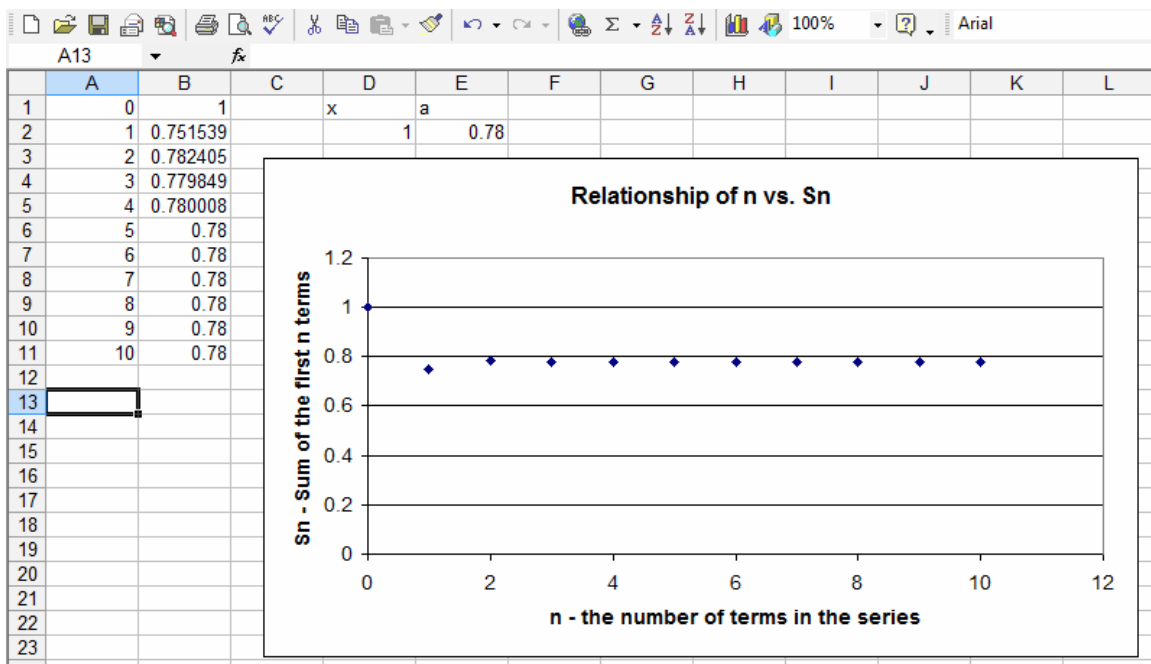 100% Arial
A13 fx
A B C D E F G H I J K L
1 0 1 x a
2 1 0.751539 1 0.78
3 2 0.782405
4 3 0.779849
5 4 0.780008
6 5 0.78
7 6 0.78
8 7 0.78
9 8 0.78
10 9 0.78
11 10 0.78
12
13
14
15
16
17
18
19
20
21
22
23
Relationship of n vs. Sn
Sn - Sum of the first n terms
1.2
1
0.8
0.6
0.4
0.2
0
0 2 4 6 8 10 12
n - the number of terms in the series